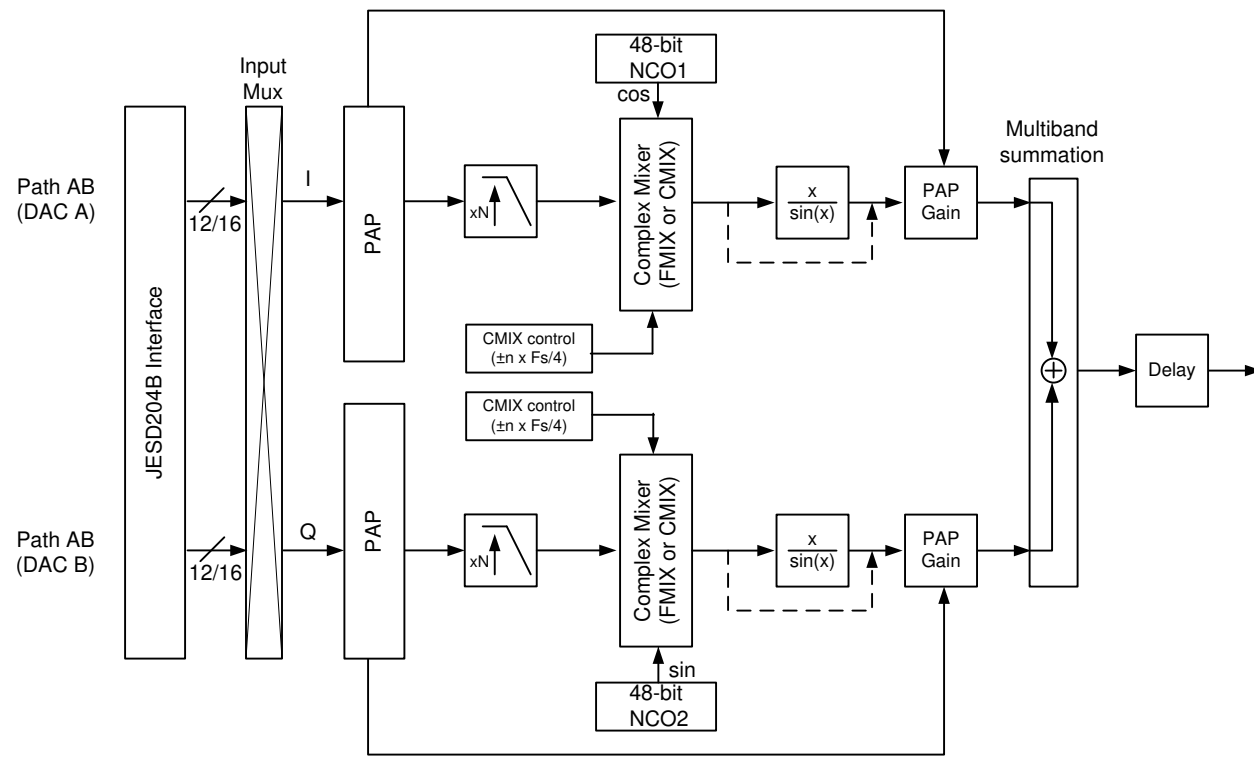 48-bit
NCO1
cos
Input
Mux
Multiband
summation
Path AB
(DAC A)
12/16
I
JESD204B Interface
PAP
xN
Complex Mixer
(FMIX or CMIX)
x
sin(x)
PAP
Gain
CMIX control
(±n x Fs/4)
Delay
CMIX control
(±n x Fs/4)
Path AB
(DAC B)
12/16
Q
PAP
xN
Complex Mixer
(FMIX or CMIX)
x
sin(x)
PAP
Gain
sin
48-bit
NCO2